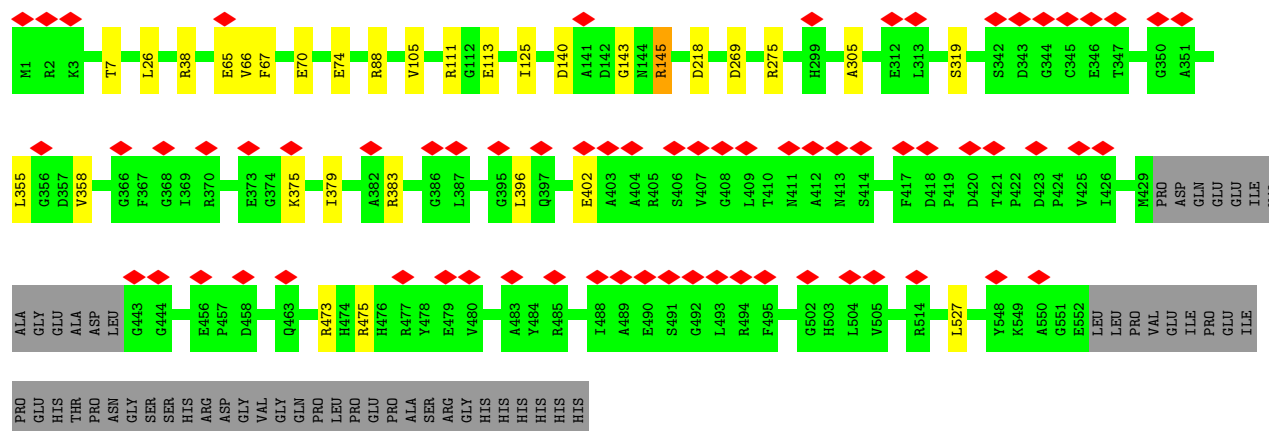 M1 R2 K3 T7 L26 R38 E65 V66 F67 E70 E74 R88 V105 R111 G112 E113 I125 D140 A141 D142 G143 N144 R145 D218 D269 R275 H299 A305 E312 L313 S319 S342 D343 G344 C345 E346 T347 G350 A351
L355 G356 D357 V358 G366 F367 G368 I369 R370 E373 G374 K375 I379 A382 R383 G386 L387 G395 L396 Q397 E402 A403 A404 R405 S406 V407 G408 L409 T410 N411 A412 N413 S414 F417 D418 P419 D420 T421 P422 D423 P424 V425 I426 M429 PRO ASP GLN GLU GLU ILE
ALA GLY GLU ALA ASP LEU G443 G444 E456 P457 D458 Q463 R473 H474 R475 H476 R477 Y478 E479 V480 A483 Y484 R485 I488 A489 E490 S491 G492 L493 R494 F495 G502 H503 L504 V505 R514 L527 Y548 K549 A550 G551 E552 LEU LEU PRO VAL GLU ILE PRO GLU ILE
PRO GLU HIS THR PRO ASN GLY SER SER HIS ARG ASP GLY VAL GLY GLN PRO LEU PRO GLU PRO ALA SER ARG GLY HIS HIS HIS HIS HIS HIS